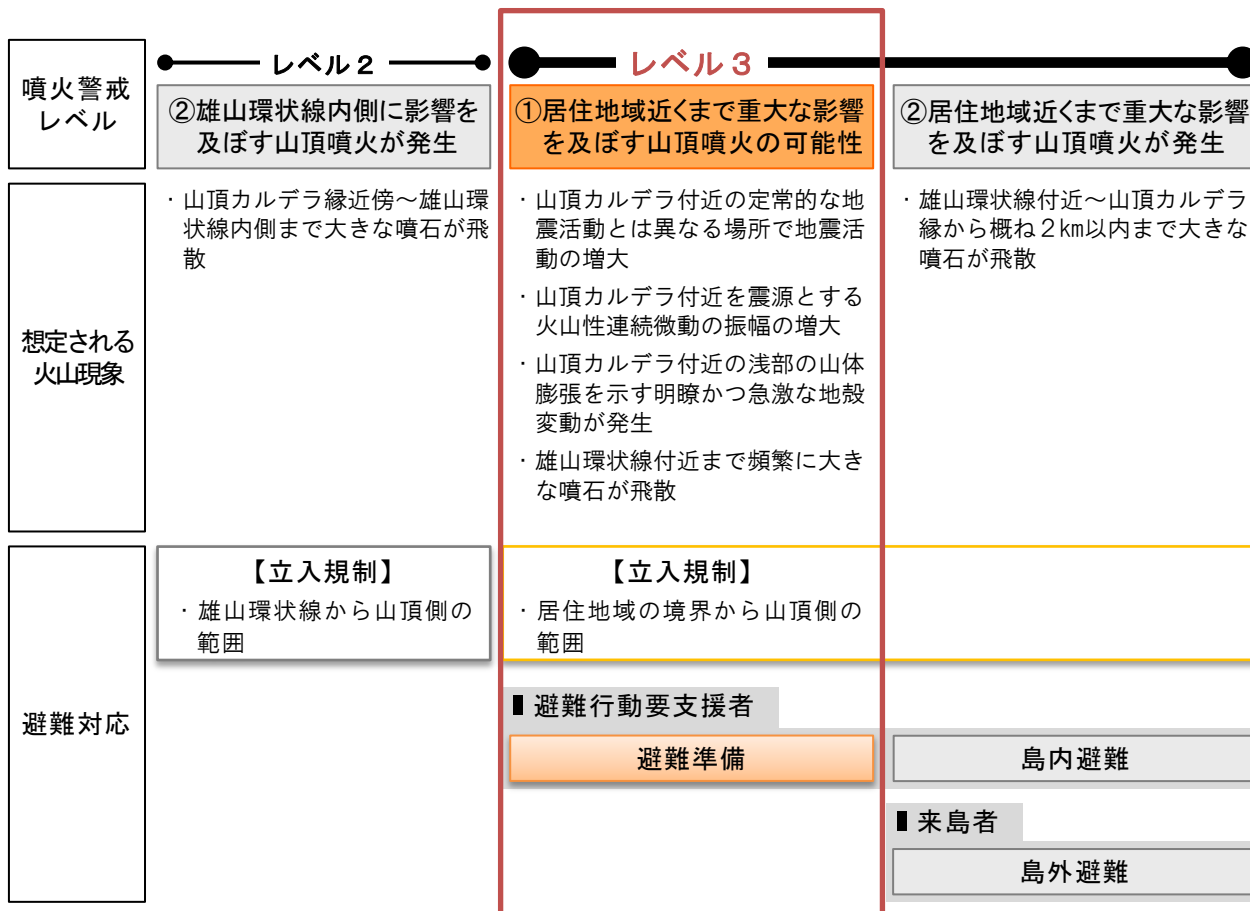 噴火警戒
レベル
レベル２
レベル３
②雄山環状線内側に影響を
及ぼす山頂噴火が発生
①居住地域近くまで重大な影響
を及ぼす山頂噴火の可能性
②居住地域近くまで重大な影響
を及ぼす山頂噴火が発生
想定される
火山現象
・山頂カルデラ縁近傍～雄山環
状線内側まで大きな噴石が飛
散
・山頂カルデラ付近の定常的な地
震活動とは異なる場所で地震活
動の増大
・山頂カルデラ付近を震源とする
火山性連続微動の振幅の増大
・山頂カルデラ付近の浅部の山体
膨張を示す明瞭かつ急激な地殻
変動が発生
・雄山環状線付近まで頻繁に大き
な噴石が飛散
・雄山環状線付近～山頂カルデラ
縁から概ね２㎞以内まで大きな
噴石が飛散
避難対応
【立入規制】
・雄山環状線から山頂側の
範囲
【立入規制】
・居住地域の境界から山頂側の
範囲
▮避難行動要支援者
避難準備
島内避難
▮来島者
島外避難